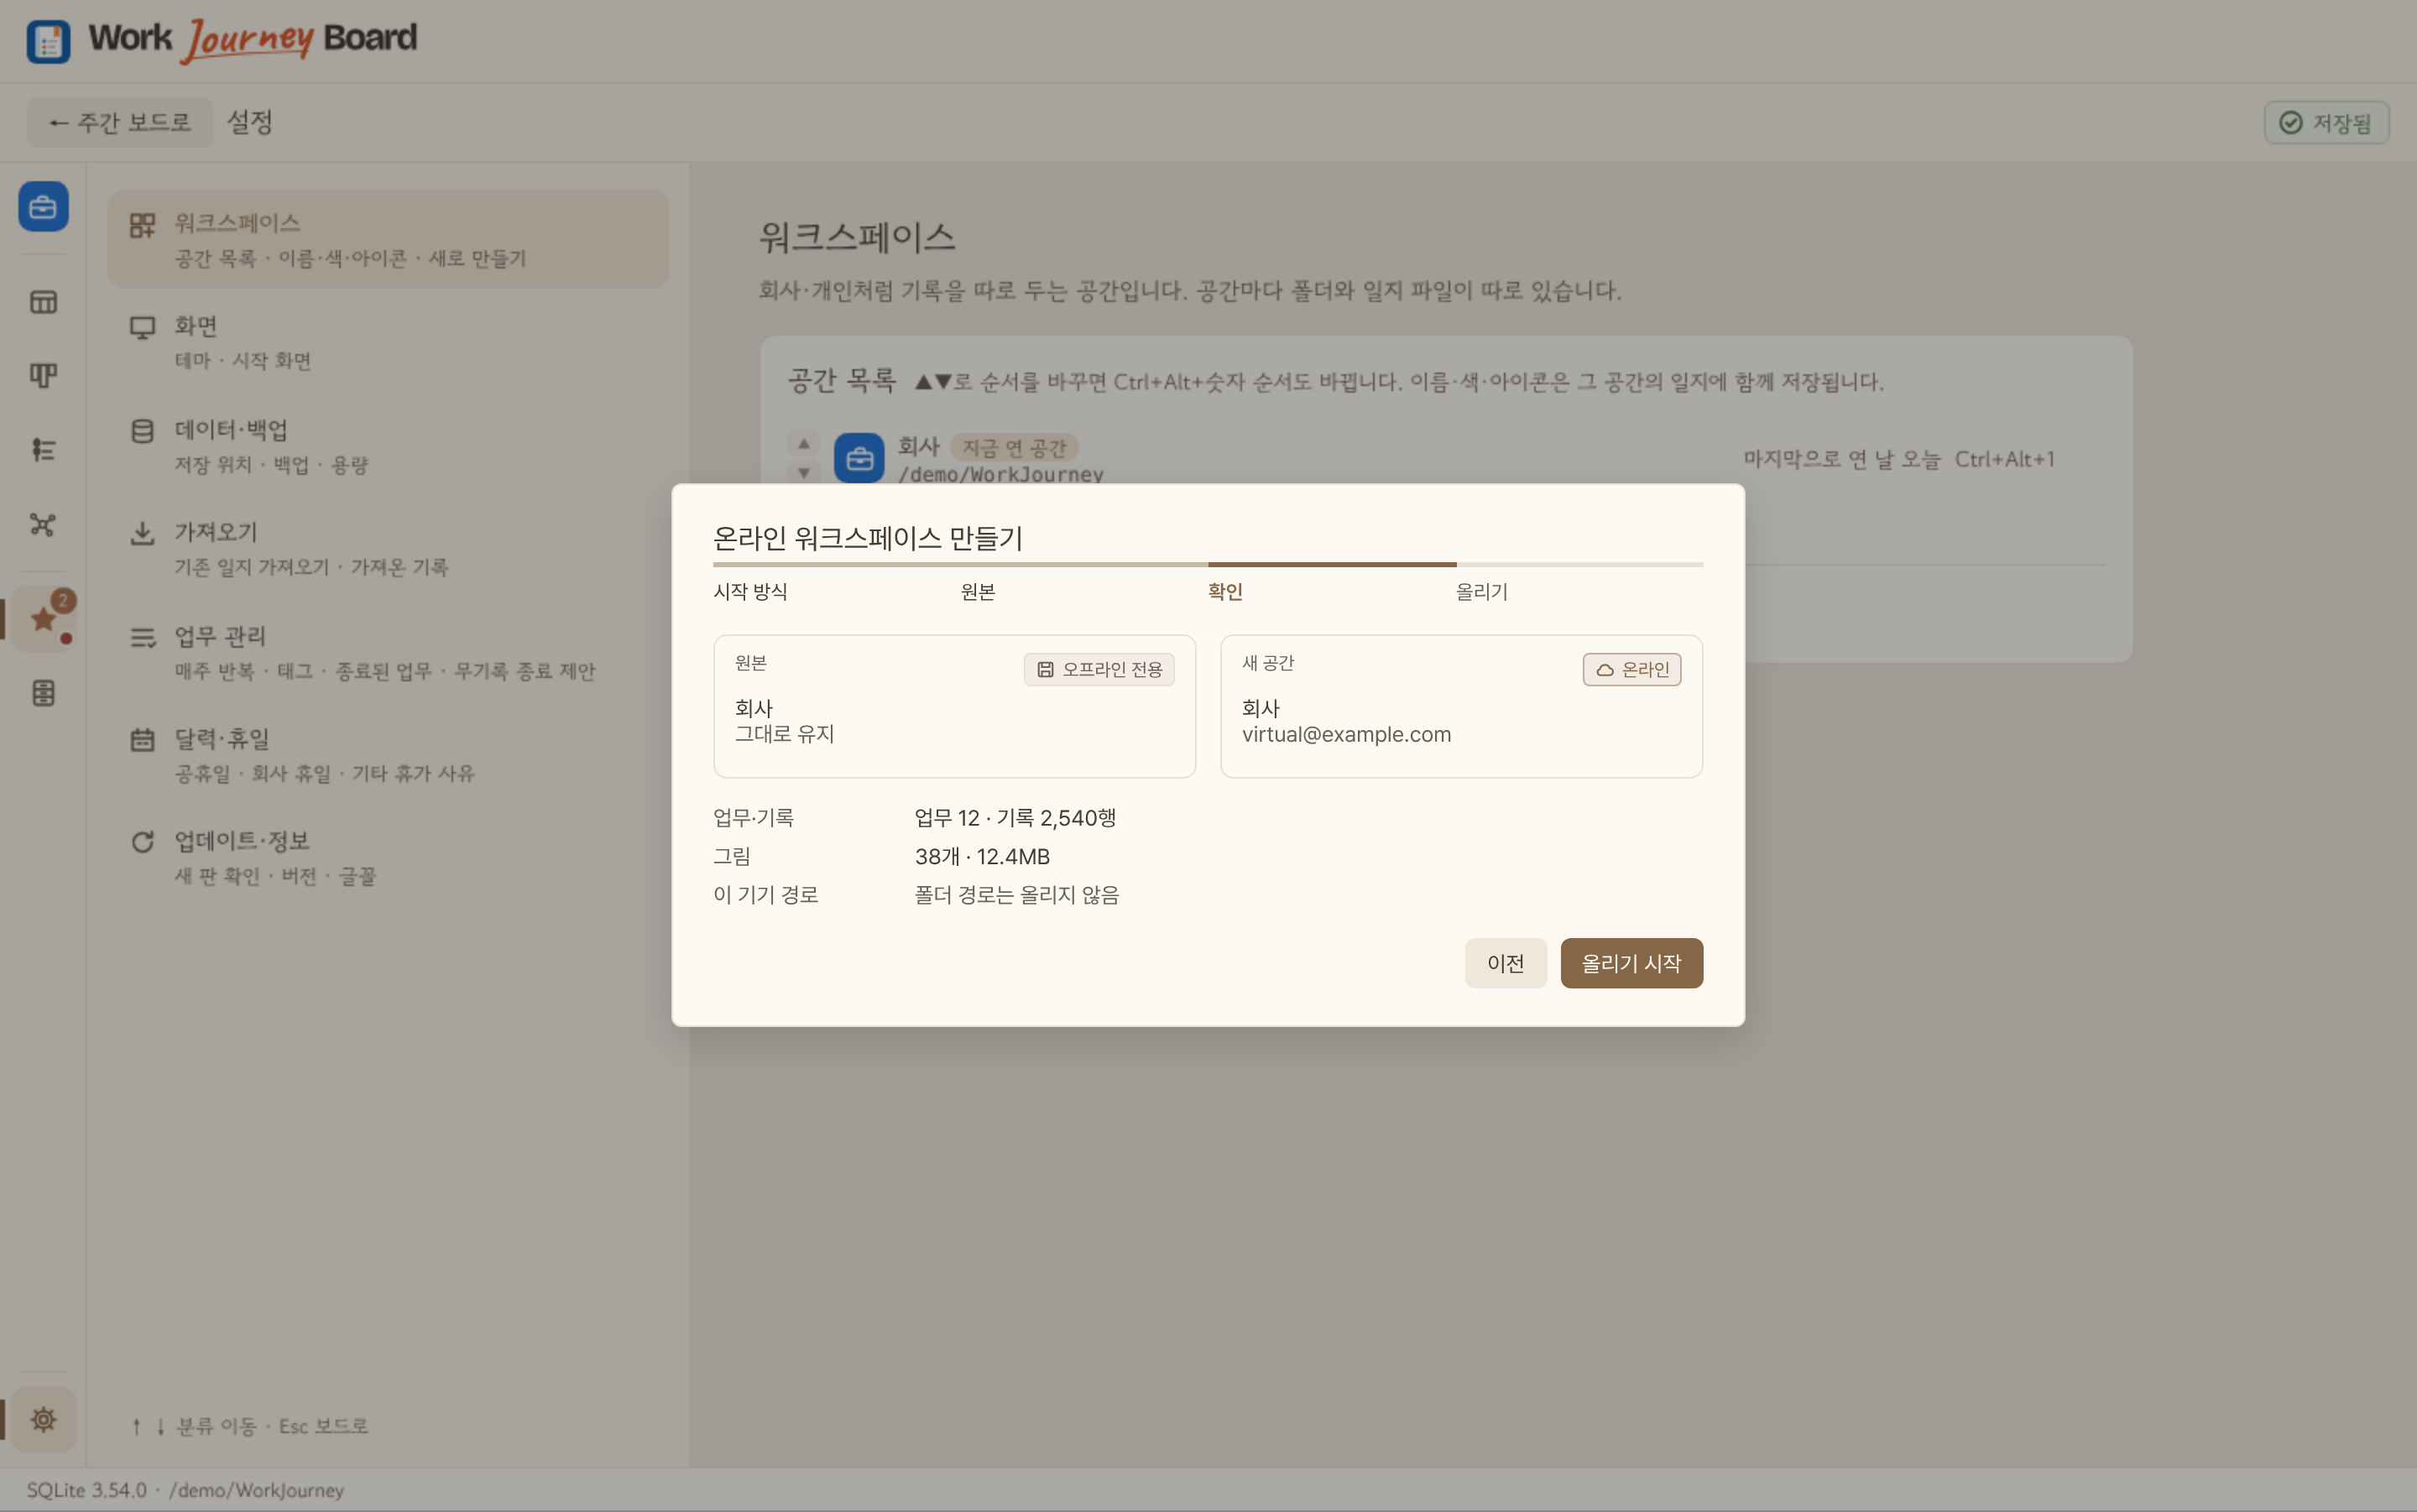 Work Journey Board
← 주간 보드로 설정
저장됨
워크스페이스
공간 목록 · 이름·색·아이콘 · 새로 만들기
화면
테마 · 시작 화면
데이터·백업
저장 위치 · 백업 · 용량
가져오기
기존 일지 가져오기 · 가져온 기록
2
업무 관리
매주 반복 · 태그 · 종료된 업무 · 무기록 종료 제안
달력·휴일
공휴일 · 회사 휴일 · 기타 휴가 사유
업데이트·정보
새 판 확인 · 버전 · 글꼴
↑ ↓ 분류 이동 · Esc 보드로
워크스페이스
회사·개인처럼 기록을 따로 두는 공간입니다. 공간마다 폴더와 일지 파일이 따로 있습니다.
공간 목록 ▲▼로 순서를 바꾸면 Ctrl+Alt+숫자 순서도 바뀝니다. 이름·색·아이콘은 그 공간의 일지에 함께 저장됩니다.
▲
▼
회사 지금 연 공간
/demo/WorkJourney
마지막으로 연 날 오늘 Ctrl+Alt+1
온라인 워크스페이스 만들기
시작 방식 원본 확인 올리기
원본 오프라인 전용
회사
그대로 유지
새 공간 온라인
회사
virtual@example.com
업무·기록 업무 12 · 기록 2,540행
그림 38개 · 12.4MB
이 기기 경로 폴더 경로는 올리지 않음
이전 올리기 시작
SQLite 3.54.0 · /demo/WorkJourney